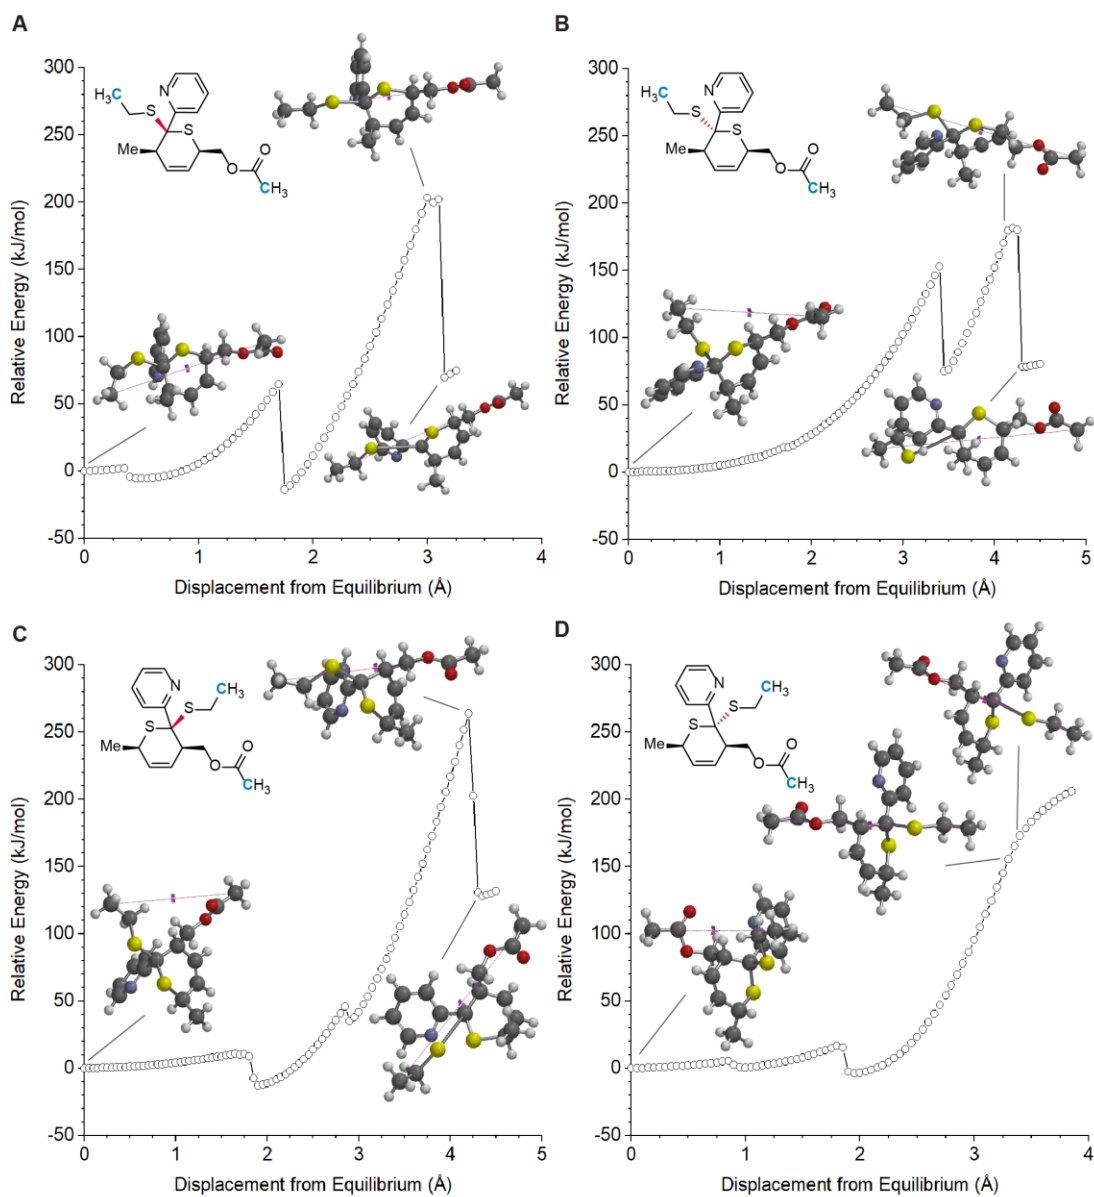 A
300
250
200
150
100
50
0
-50
Relative Energy (kJ/mol)
0
1
2
3
4
Displacement from Equilibrium (Å)
H₃C
S
N
S
Me
O
O
CH₃
B
300
250
200
150
100
50
0
-50
Relative Energy (kJ/mol)
0
1
2
3
4
5
Displacement from Equilibrium (Å)
H₃C
S
N
S
Me
O
O
CH₃
C
300
250
200
150
100
50
0
-50
Relative Energy (kJ/mol)
0
1
2
3
4
5
Displacement from Equilibrium (Å)
N
CH₃
S
S
Me
O
O
CH₃
D
300
250
200
150
100
50
0
-50
Relative Energy (kJ/mol)
0
1
2
3
4
Displacement from Equilibrium (Å)
N
CH₃
S
S
Me
O
O
CH₃